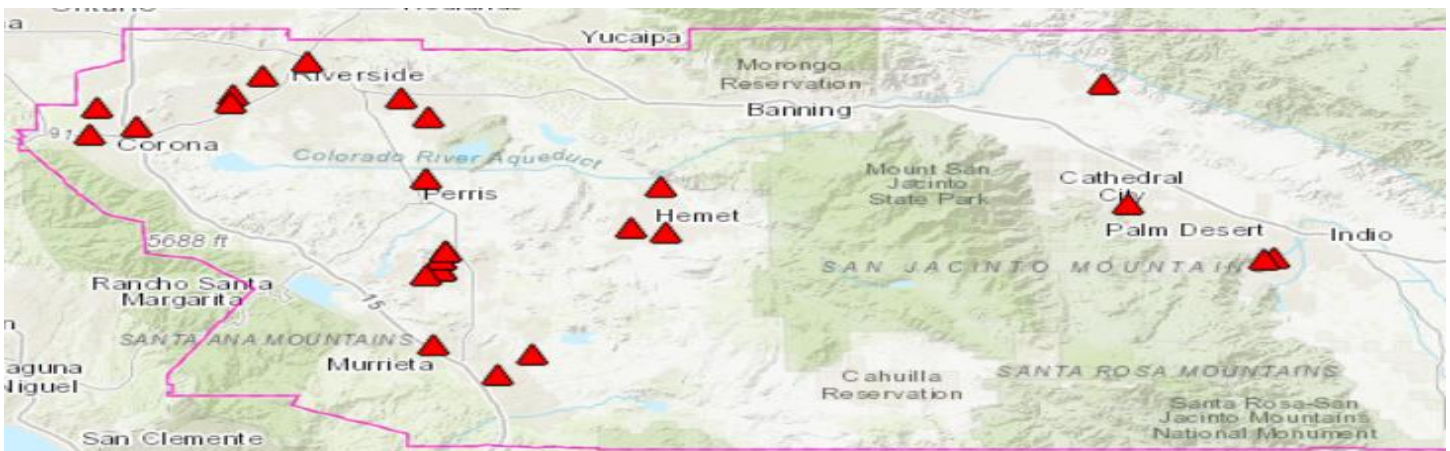 Yucaipa
Riverside
Morongo
Reservation
Banning
91
Corona
Colorado River Aqueduct
Perris
Hemet
Mount San
Jacinto
State Park
Cathedral
City
Palm Desert
Indio
5688 ft
SAN JACINTO MOUNTAIN
Rancho Santa
Margarita
15
SANTA ANA MOUNTAINS
Murrieta
aguna
Niguel
Cahuilla
Reservation
SANTA ROSA MOUNTAINS
Santa Rosa-San
Jacinto Mountains
National Monument
San Clemente